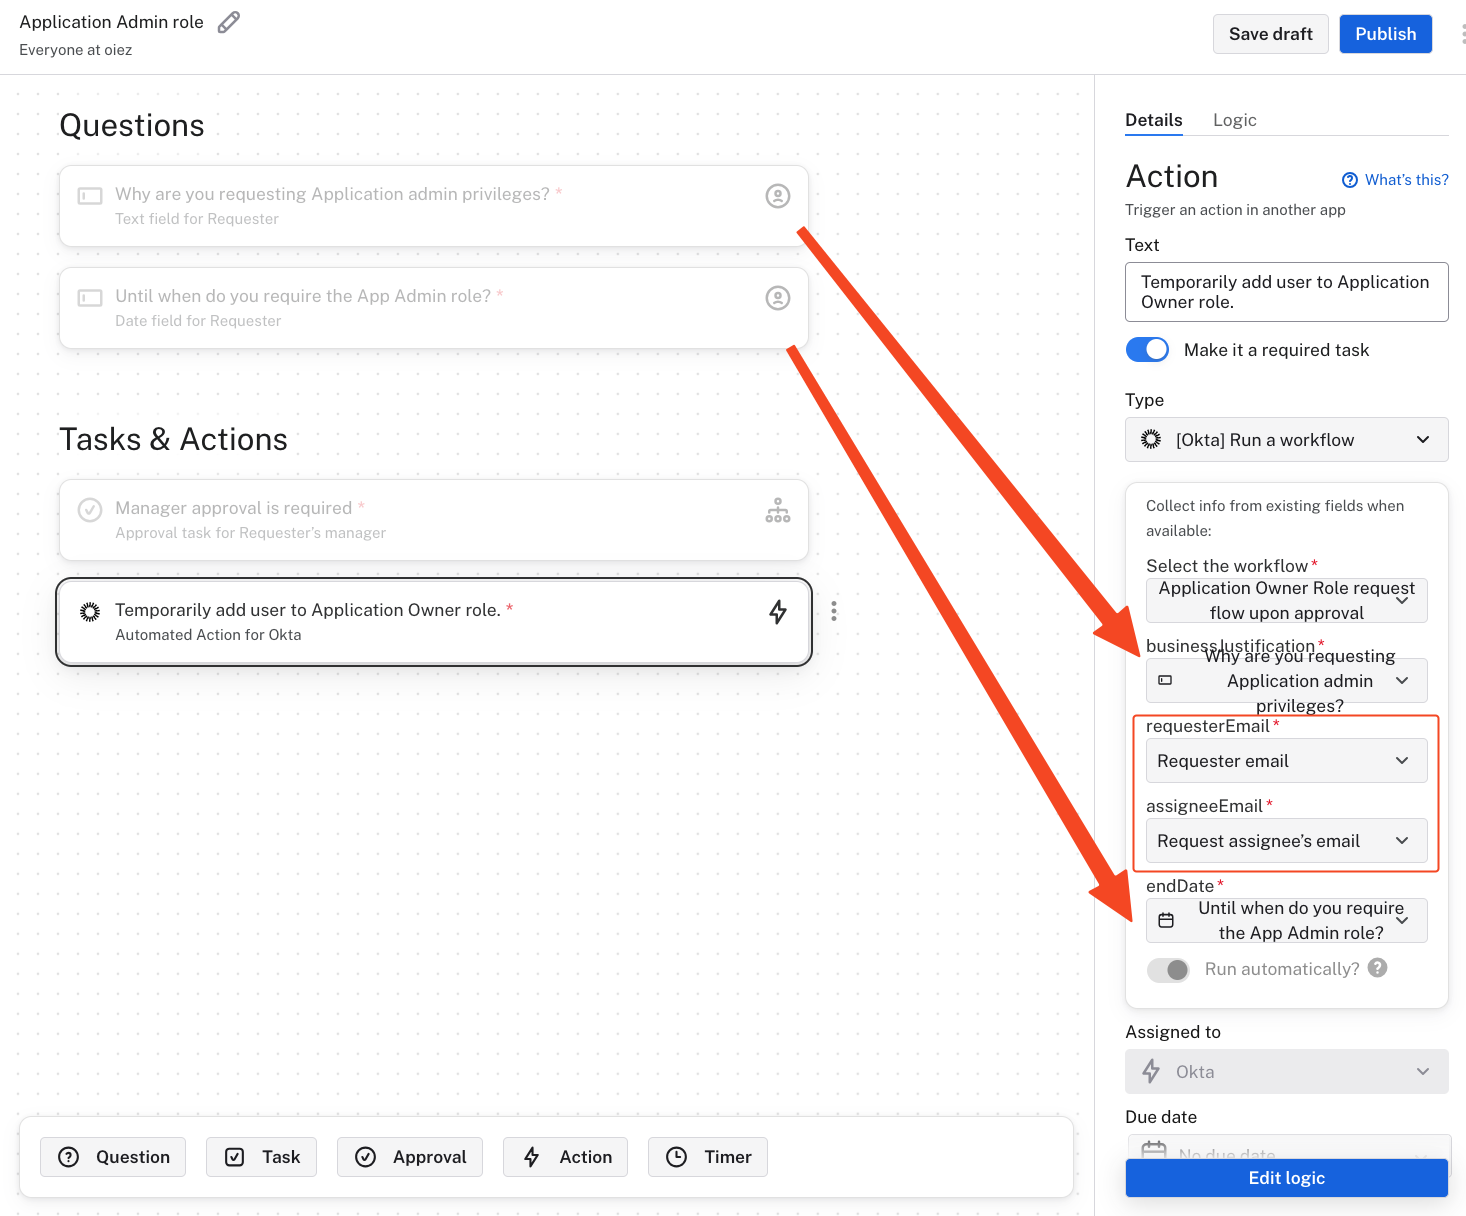 Application Admin role
Everyone at oiez
Save draft
Publish
Questions
Why are you requesting Application admin privileges? *
Text field for Requester
Until when do you require the App Admin role? *
Date field for Requester
Tasks & Actions
Manager approval is required *
Approval task for Requester's manager
Temporarily add user to Application Owner role. *
Automated Action for Okta
Question
Task
Approval
Action
Timer
Details
Logic
Action
What's this?
Trigger an action in another app
Text
Temporarily add user to Application
Owner role.
Make it a required task
Type
[Okta] Run a workflow
Collect info from existing fields when
available:
Select the workflow *
Application Owner Role request
flow upon approval
businessJustification *
Why are you requesting
Application admin
privileges?
requesterEmail *
Requester email
assigneeEmail *
Request assignee's email
endDate *
Until when do you require
the App Admin role?
Run automatically?
Assigned to
Okta
Due date
No due date
Edit logic